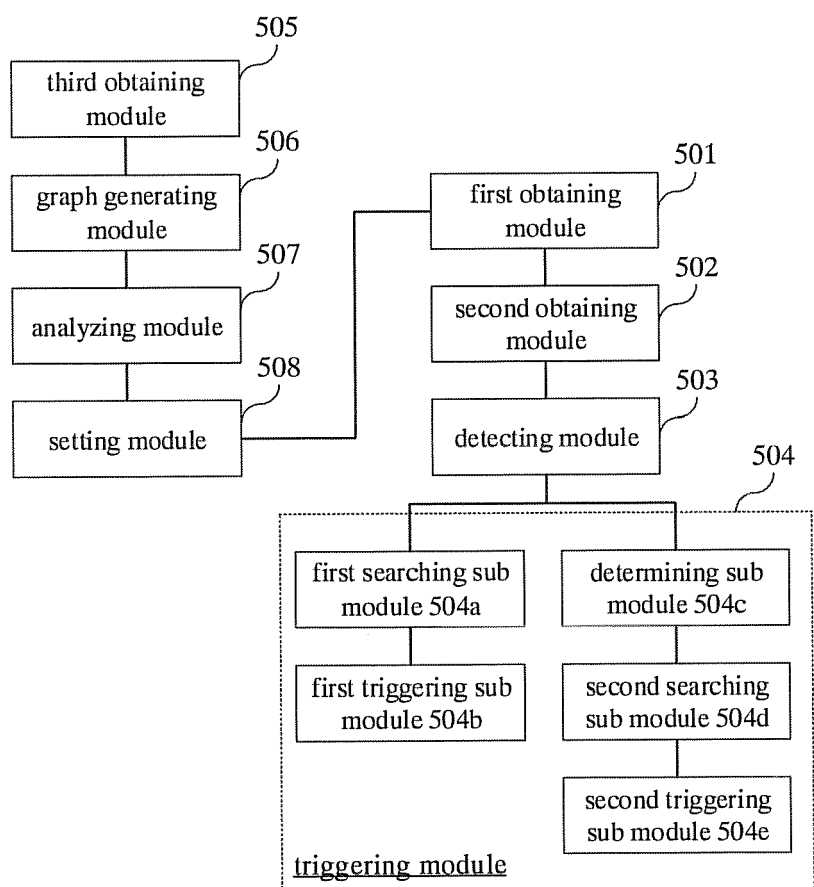 505
third obtaining
module
506
graph generating
module
507
analyzing module
508
setting module
501
first obtaining
module
502
second obtaining
module
503
detecting module
504
first searching sub
module 504a
first triggering sub
module 504b
determining sub
module 504c
second searching
sub module 504d
second triggering
sub module 504e
triggering module